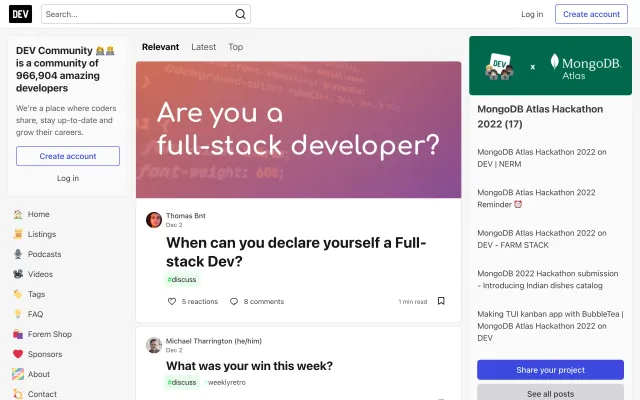 DEV
Search...
Log in
Create account
DEV Community
is a community of
966,904 amazing
developers
We're a place where coders
share, stay up-to-date and
grow their careers.
Create account
Log in
Home
Listings
Podcasts
Videos
Tags
FAQ
Forem Shop
Sponsors
About
Contact
Relevant
Latest
Top
Are you a
full-stack developer?
font-weight: 600;
Thomas Bnt
Dec 2
When can you declare yourself a Full-
stack Dev?
#discuss
5 reactions
8 comments
1 min read
Michael Tharrington (he/him)
Dec 2
What was your win this week?
#discuss
#weeklyretro
DEV
x
MongoDB.
Atlas
MongoDB Atlas Hackathon
2022 (17)
MongoDB Atlas Hackathon 2022 on
DEV | NERM
MongoDB Atlas Hackathon 2022
Reminder ⏰
MongoDB Atlas Hackathon 2022 on
DEV - FARM STACK
MongoDB 2022 Hackathon submission
- Introducing Indian dishes catalog
Making TUI kanban app with BubbleTea |
MongoDB Atlas Hackathon 2022 on
DEV
Share your project
See all posts